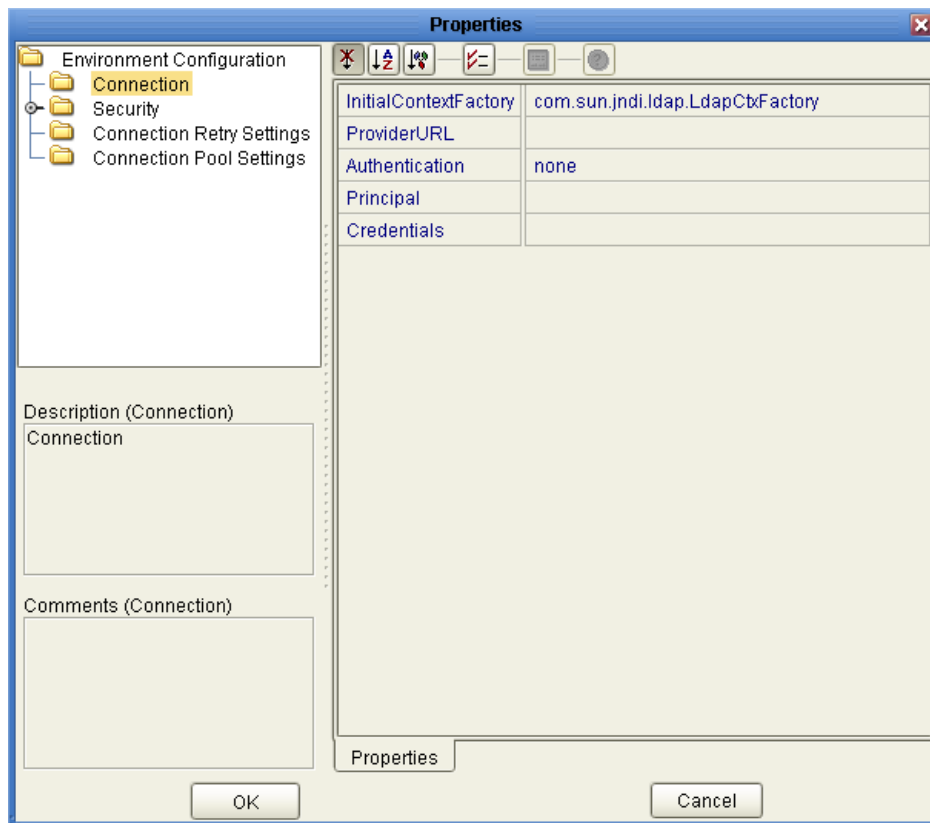 Properties
Environment Configuration
Connection
Security
Connection Retry Settings
Connection Pool Settings
InitialContextFactory com.sun.jndi.ldap.LdapCtxFactory
ProviderURL
Authentication none
Principal
Credentials
Description (Connection)
Connection
Comments (Connection)
Properties
OK
Cancel